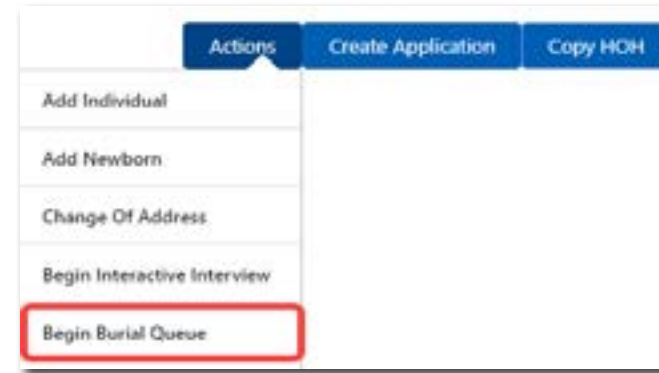 Actions Create Application Copy HOH
Add Individual
Add Newborn
Change Of Address
Begin Interactive Interview
Begin Burial Queue